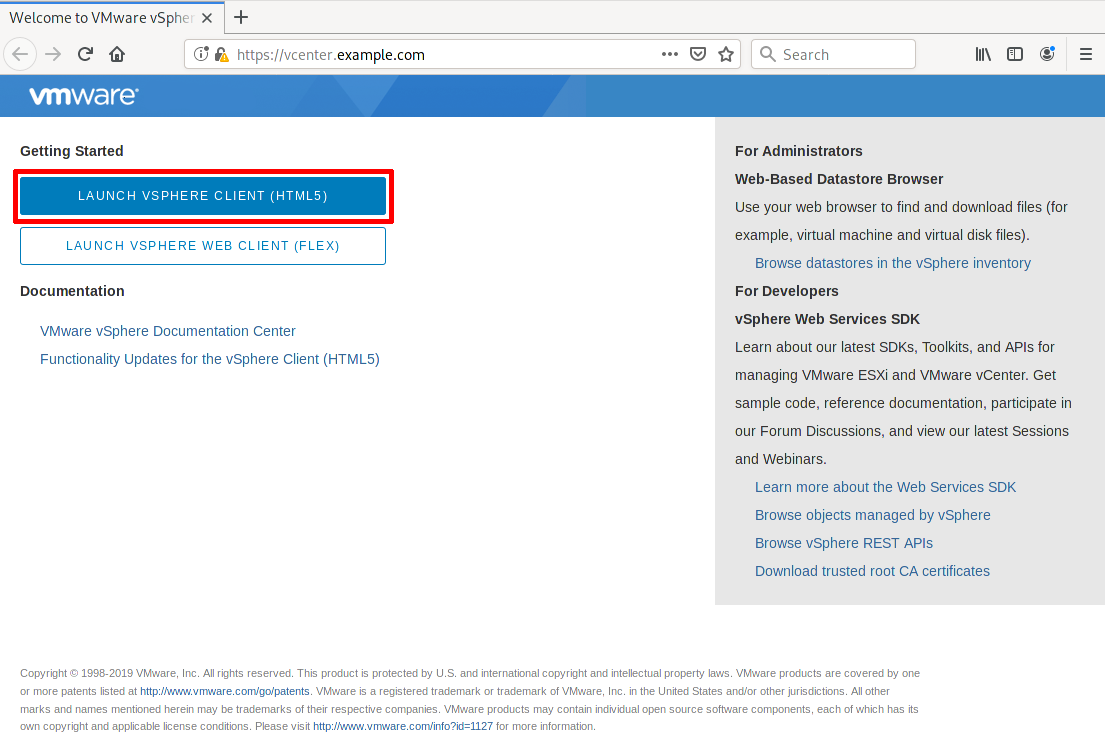 Welcome to VMware vSpher
https://vcenter.example.com
Search
vmware®
Getting Started
LAUNCH VSPHERE CLIENT (HTML5)
LAUNCH VSPHERE WEB CLIENT (FLEX)
Documentation
VMware vSphere Documentation Center
Functionality Updates for the vSphere Client (HTML5)
For Administrators
Web-Based Datastore Browser
Use your web browser to find and download files (for
example, virtual machine and virtual disk files).
Browse datastores in the vSphere inventory
For Developers
vSphere Web Services SDK
Learn about our latest SDKs, Toolkits, and APIs for
managing VMware ESXi and VMware vCenter. Get
sample code, reference documentation, participate in
our Forum Discussions, and view our latest Sessions
and Webinars.
Learn more about the Web Services SDK
Browse objects managed by vSphere
Browse vSphere REST APIs
Download trusted root CA certificates
Copyright © 1998-2019 VMware, Inc. All rights reserved. This product is protected by U.S. and international copyright and intellectual property laws. VMware products are covered by one
or more patents listed at http://www.vmware.com/go/patents. VMware is a registered trademark or trademark of VMware, Inc. in the United States and/or other jurisdictions. All other
marks and names mentioned herein may be trademarks of their respective companies. VMware products may contain individual open source software components, each of which has its
own copyright and applicable license conditions. Please visit http://www.vmware.com/info?id=1127 for more information.